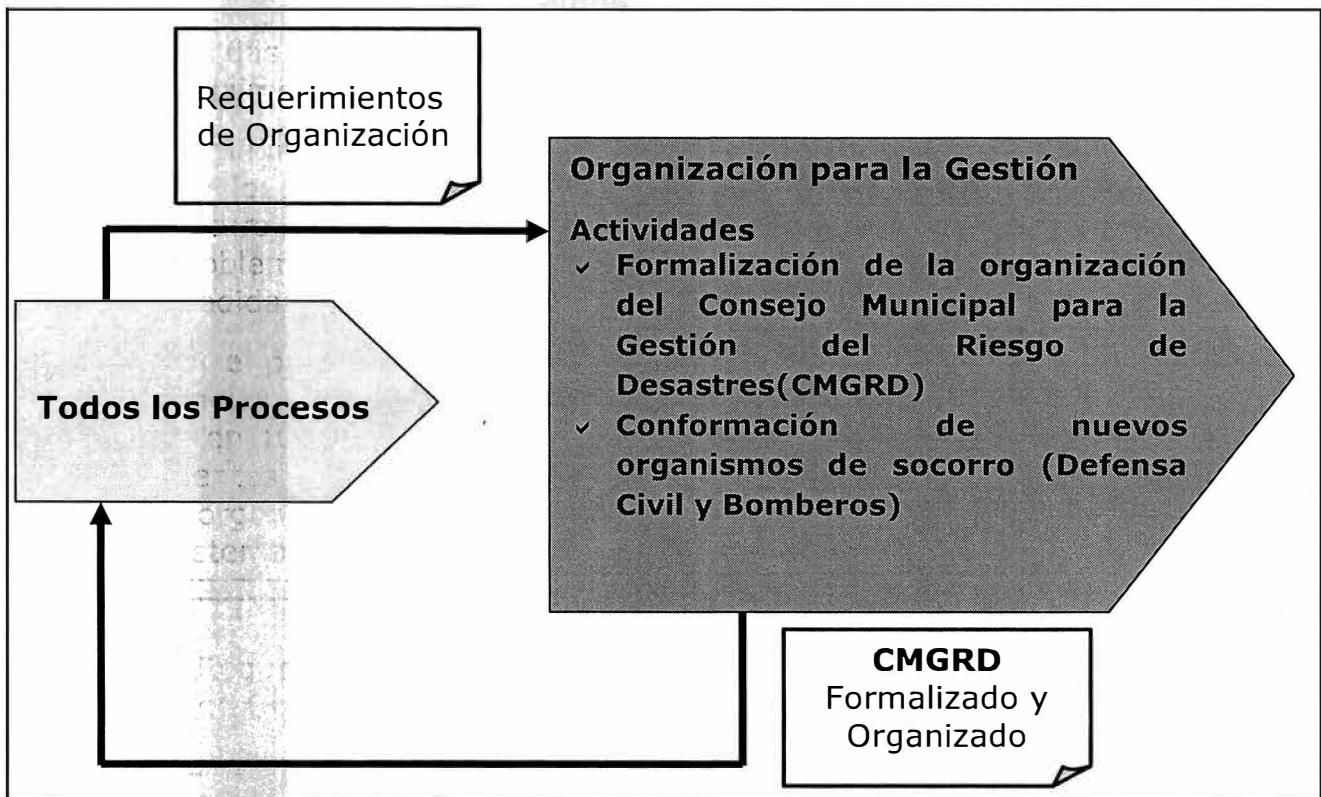 Requerimientos
de Organización
Organización para la Gestión
Actividades
✓ Formalización de la organización
del Consejo Municipal para la
Gestión del Riesgo de
Desastres(CMGRD)
✓ Conformación de nuevos
organismos de socorro (Defensa
Civil y Bomberos)
Todos los Procesos
CMGRD
Formalizado y
Organizado